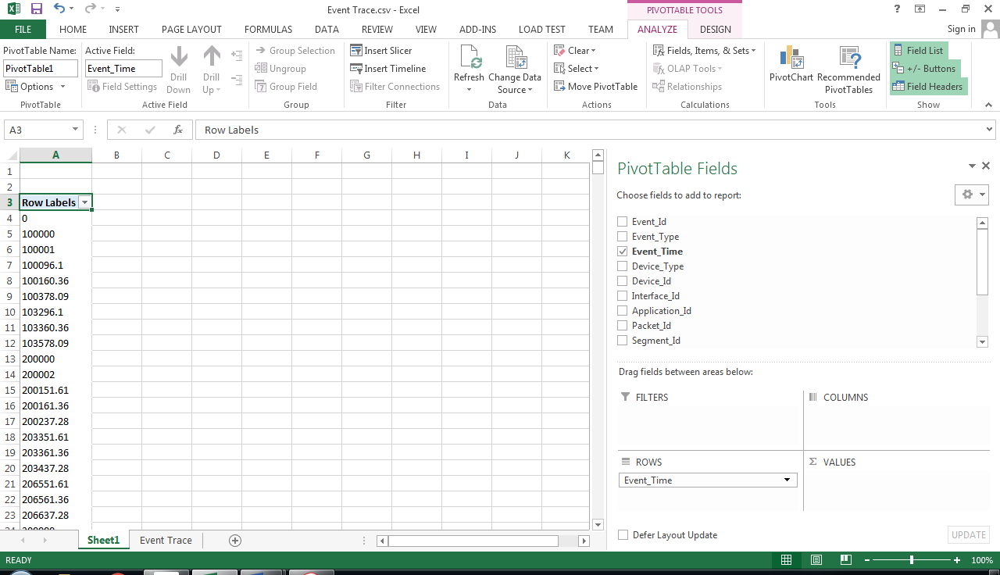 Event Trace.csv - Excel
PIVOTTABLE TOOLS
?
FILE HOME INSERT PAGE LAYOUT FORMULAS DATA REVIEW VIEW ADD-INS LOAD TEST TEAM ANALYZE DESIGN
Sign in
PivotTable Name:
PivotTable1
Options
PivotTable
Active Field:
Event_Time
Field Settings
Drill Down
Drill Up
Active Field
Group Selection
Ungroup
Group Field
Group
Insert Slicer
Insert Timeline
Filter Connections
Filter
Refresh
Change Data Source
Data
Clear
Select
Move PivotTable
Actions
Fields, Items, & Sets
OLAP Tools
Relationships
Calculations
PivotChart
Recommended PivotTables
Tools
Field List
+/- Buttons
Field Headers
Show
A3
fx
Row Labels
A B C D E F G H I J K
1
2
3 Row Labels
4 0
5 100000
6 100001
7 100096.1
8 100160.36
9 100378.09
10 103296.1
11 103360.36
12 103578.09
13 200000
14 200002
15 200151.61
16 200161.36
17 200237.28
18 203351.61
19 203361.36
20 203437.28
21 206551.61
22 206561.36
23 206637.28
PivotTable Fields
Choose fields to add to report:
Event_Id
Event_Type
Event_Time
Device_Type
Device_Id
Interface_Id
Application_Id
Packet_Id
Segment_Id
Drag fields between areas below:
FILTERS
COLUMNS
ROWS
Event_Time
Σ VALUES
Defer Layout Update
UPDATE
Sheet1 Event Trace
READY
100%